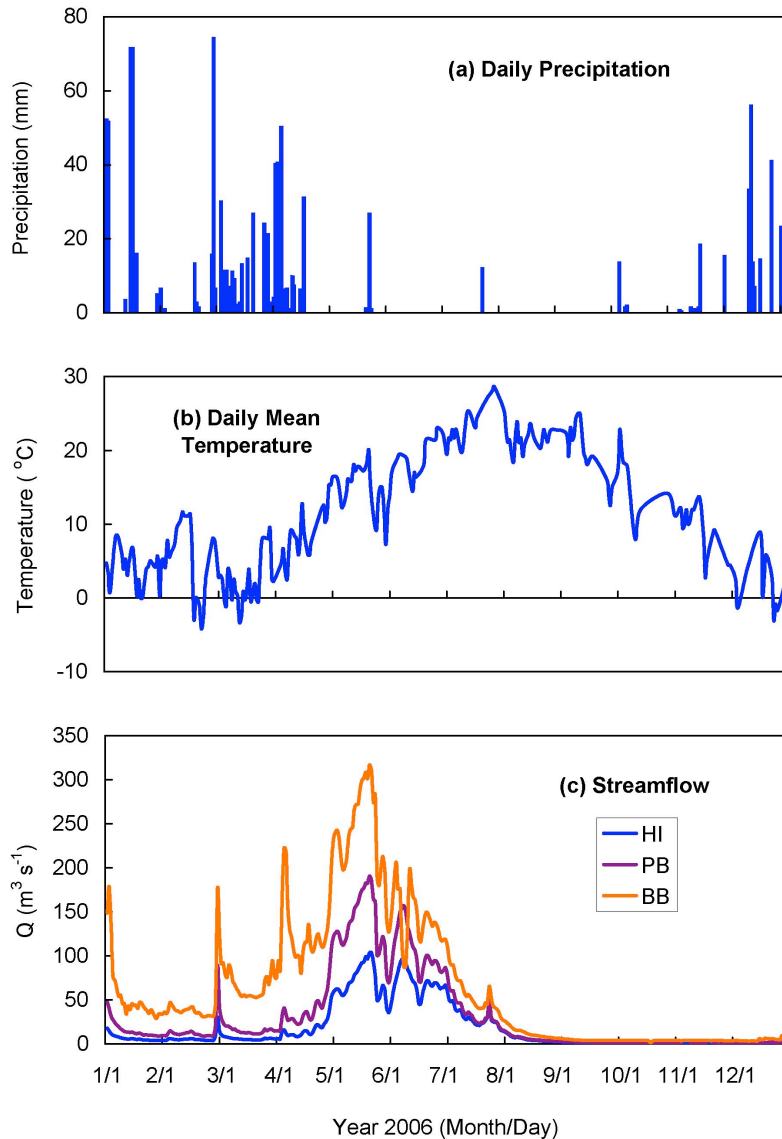 80
60
40
20
0
Precipitation (mm)
(a) Daily Precipitation
30
20
10
0
-10
Temperature ( °C)
(b) Daily Mean
Temperature
350
300
250
200
150
100
50
0
Q (m³ s⁻¹)
(c) Streamflow
HI
PB
BB
1/1 2/1 3/1 4/1 5/1 6/1 7/1 8/1 9/1 10/1 11/1 12/1
Year 2006 (Month/Day)